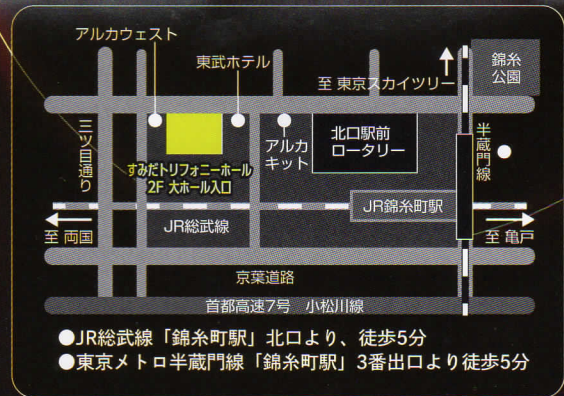 アルカウェスト
東武ホテル
至 東京スカイツリー
錦糸
公園
三ツ目通り
すみだトリフォニーホール
2F 大ホール入口
アルカ
キット
北口駅前
ロータリー
半蔵門線
JR錦糸町駅
至 両国
JR総武線
至 亀戸
京葉道路
首都高速7号 小松川線
●JR総武線「錦糸町駅」北口より、徒歩5分
●東京メトロ半蔵門線「錦糸町駅」3番出口より徒歩5分